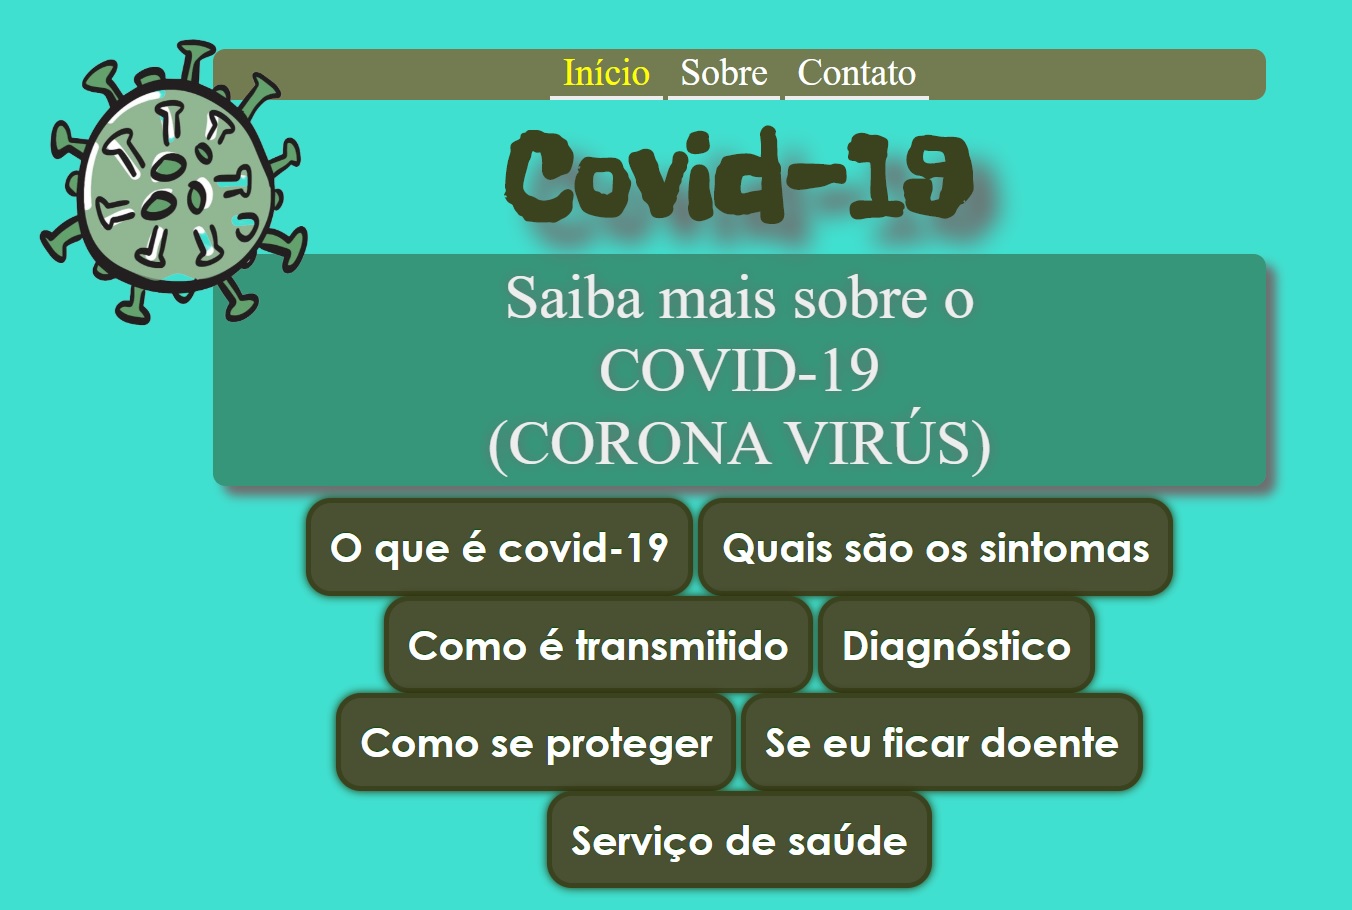 Início Sobre Contato
Covid-19
Saiba mais sobre o
COVID-19
(CORONA VIRÚS)
O que é covid-19 Quais são os sintomas
Como é transmitido Diagnóstico
Como se proteger Se eu ficar doente
Serviço de saúde